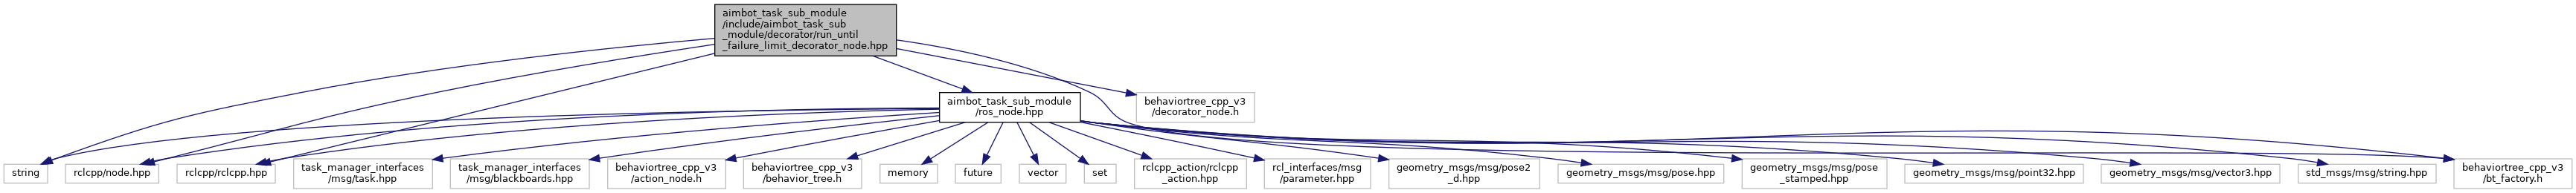 aimbot_task_sub_module
/include/aimbot_task_sub
_module/decorator/run_until
_failure_limit_decorator_node.hpp
aimbot_task_sub_module
/ros_node.hpp
behaviortree_cpp_v3
/decorator_node.h
string
rclcpp/node.hpp
rclcpp/rclcpp.hpp
task_manager_interfaces
/msg/task.hpp
task_manager_interfaces
/msg/blackboards.hpp
behaviortree_cpp_v3
/action_node.h
behaviortree_cpp_v3
/behavior_tree.h
memory
future
vector
set
rclcpp_action/rclcpp
_action.hpp
rcl_interfaces/msg
/parameter.hpp
geometry_msgs/msg/pose2
_d.hpp
geometry_msgs/msg/pose.hpp
geometry_msgs/msg/pose
_stamped.hpp
geometry_msgs/msg/point32.hpp
geometry_msgs/msg/vector3.hpp
std_msgs/msg/string.hpp
behaviortree_cpp_v3
/bt_factory.h